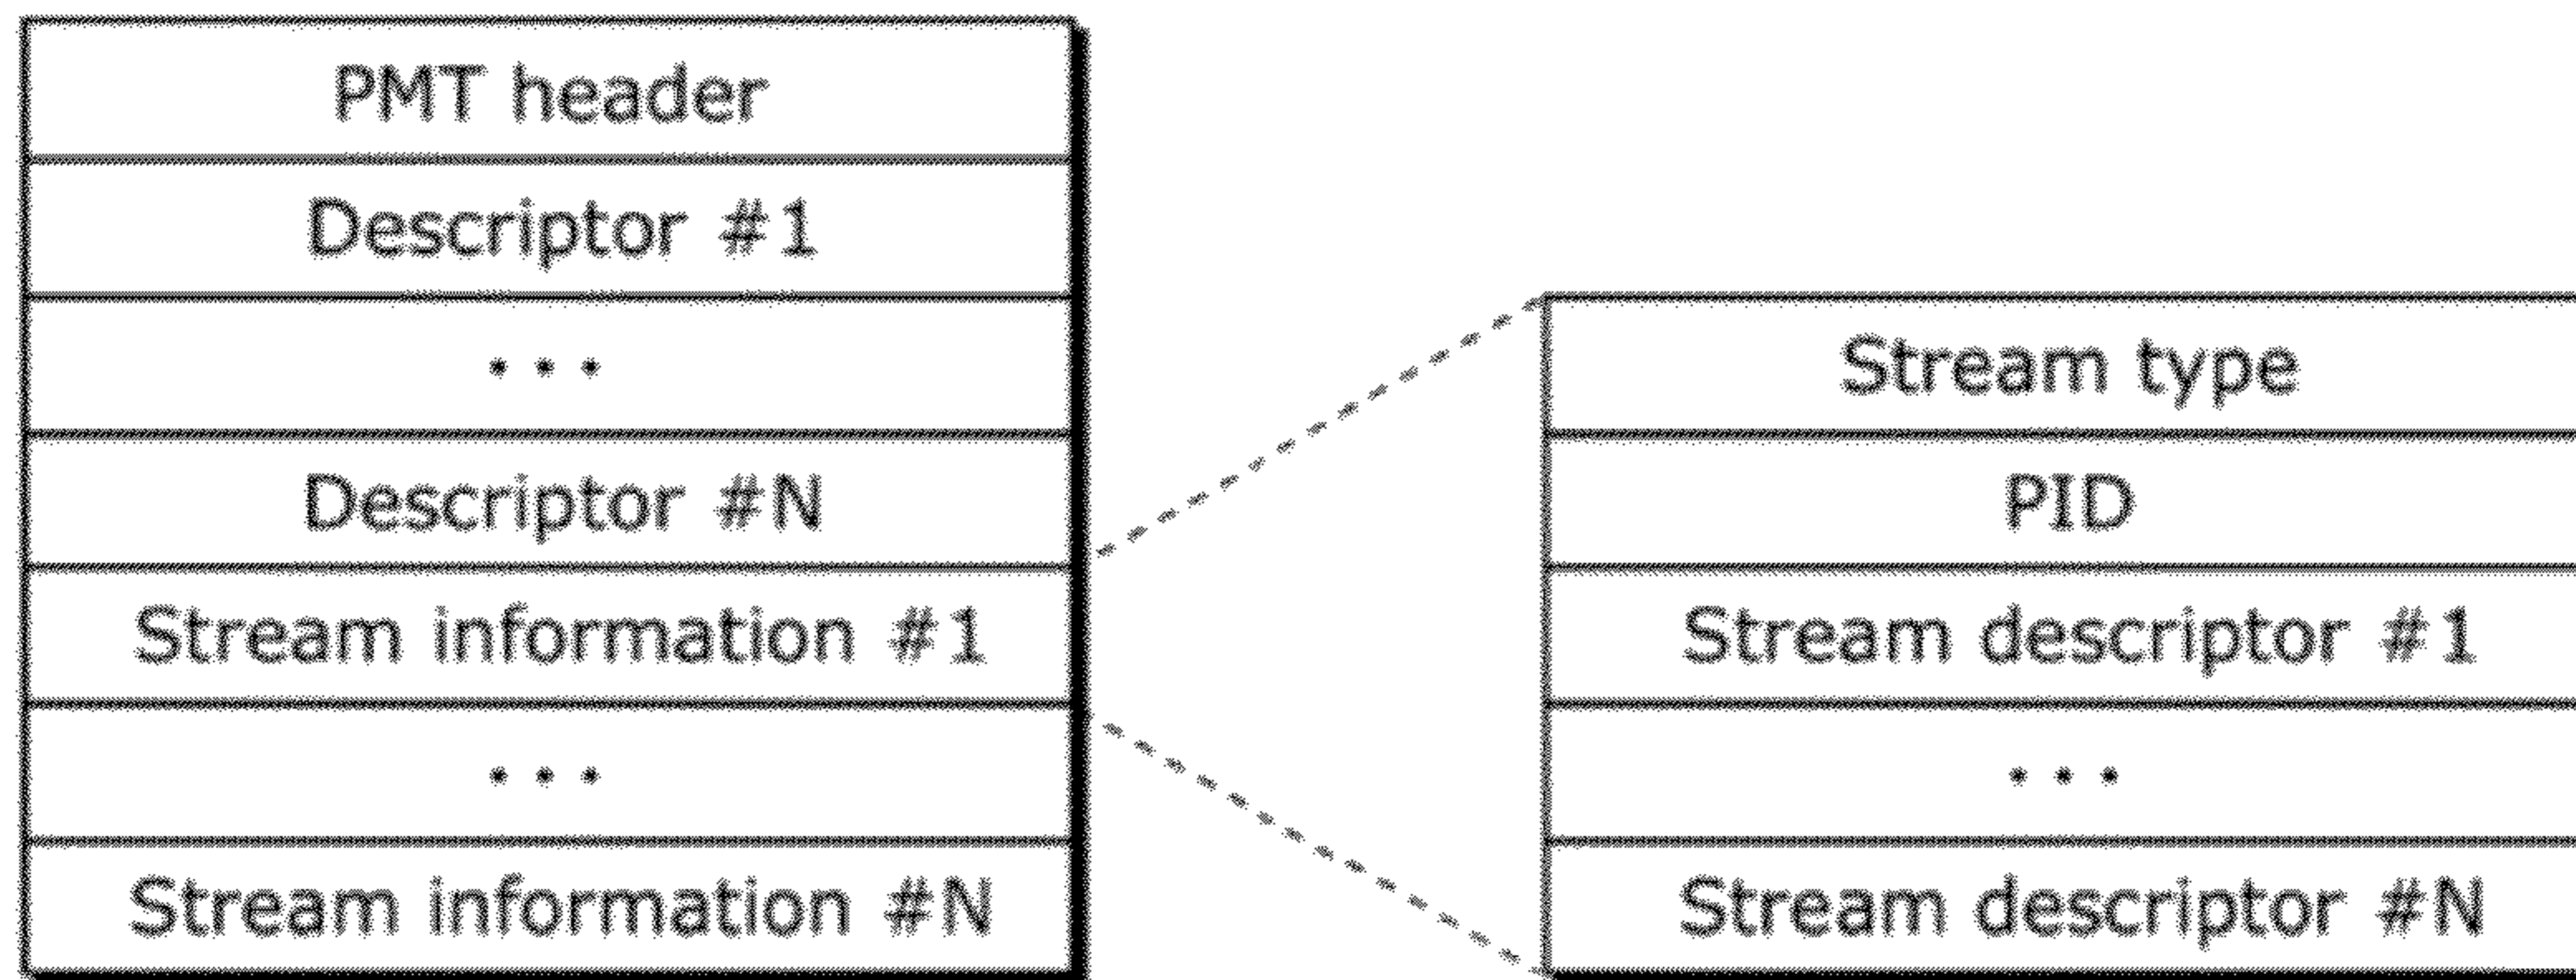 PMT header
Descriptor #1
...
Descriptor #N
Stream information #1
...
Stream information #N
Stream type
PID
Stream descriptor #1
...
Stream descriptor #N